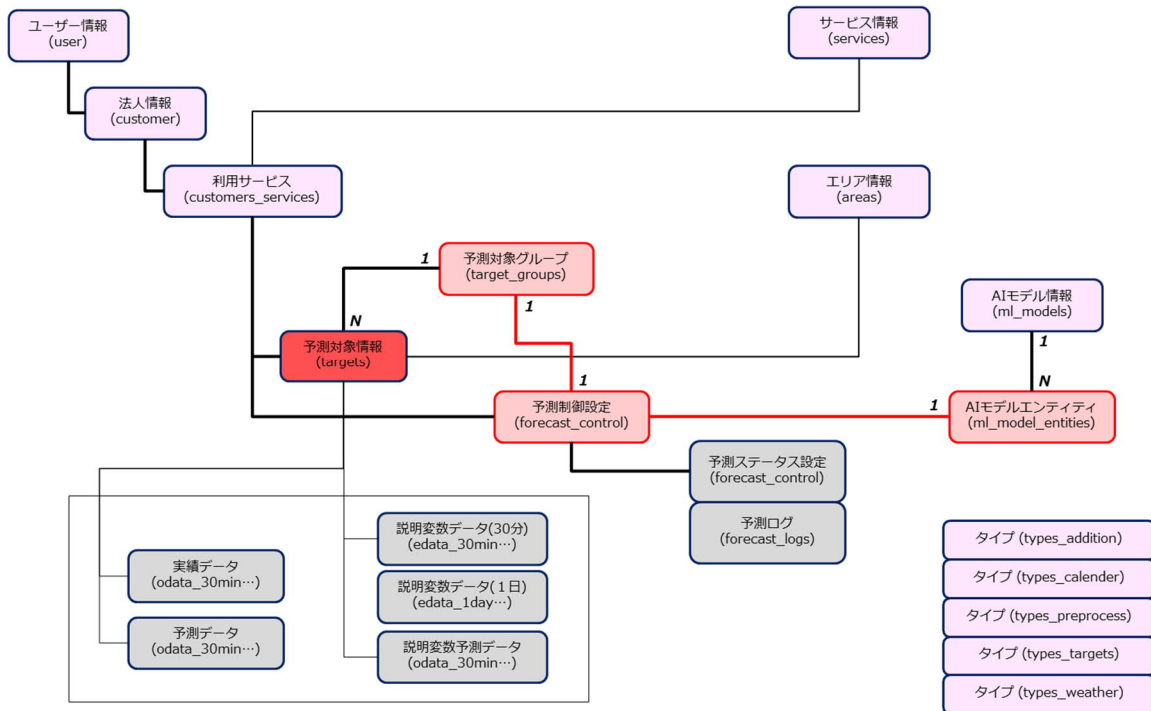 ユーザー情報
(user)
サービス情報
(services)
法人情報
(customer)
利用サービス
(customers_services)
エリア情報
(areas)
1
予測対象グループ
(target_groups)
1
AIモデル情報
(ml_models)
1
N
予測対象情報
(targets)
1
N
予測制御設定
(forecast_control)
1
AIモデルエンティティ
(ml_model_entities)
予測ステータス設定
(forecast_control)
予測ログ
(forecast_logs)
実績データ
(odata_30min…)
予測データ
(odata_30min…)
説明変数データ(30分)
(edata_30min…)
説明変数データ(１日)
(edata_1day…)
説明変数予測データ
(odata_30min…)
タイプ (types_addition)
タイプ (types_calender)
タイプ (types_preprocess)
タイプ (types_targets)
タイプ (types_weather)